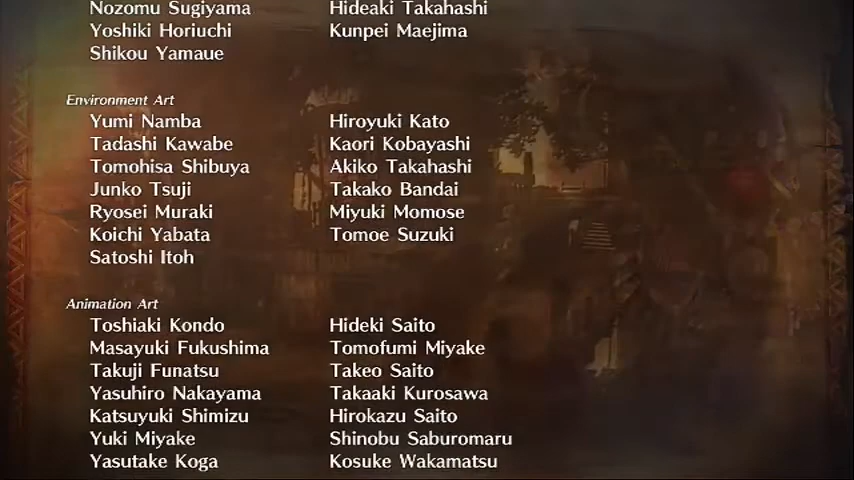 Nozomu Sugiyama Hideaki Takahashi
Yoshiki Horiuchi Kunpei Maejima
Shikou Yamaue
Environment Art
Yumi Namba Hiroyuki Kato
Tadashi Kawabe Kaori Kobayashi
Tomohisa Shibuya Akiko Takahashi
Junko Tsuji Takako Bandai
Ryosei Muraki Miyuki Momose
Koichi Yabata Tomoe Suzuki
Satoshi Itoh
Animation Art
Toshiaki Kondo Hideki Saito
Masayuki Fukushima Tomofumi Miyake
Takuji Funatsu Takeo Saito
Yasuhiro Nakayama Takaaki Kurosawa
Katsuyuki Shimizu Hirokazu Saito
Yuki Miyake Shinobu Saburomaru
Yasutake Koga Kosuke Wakamatsu